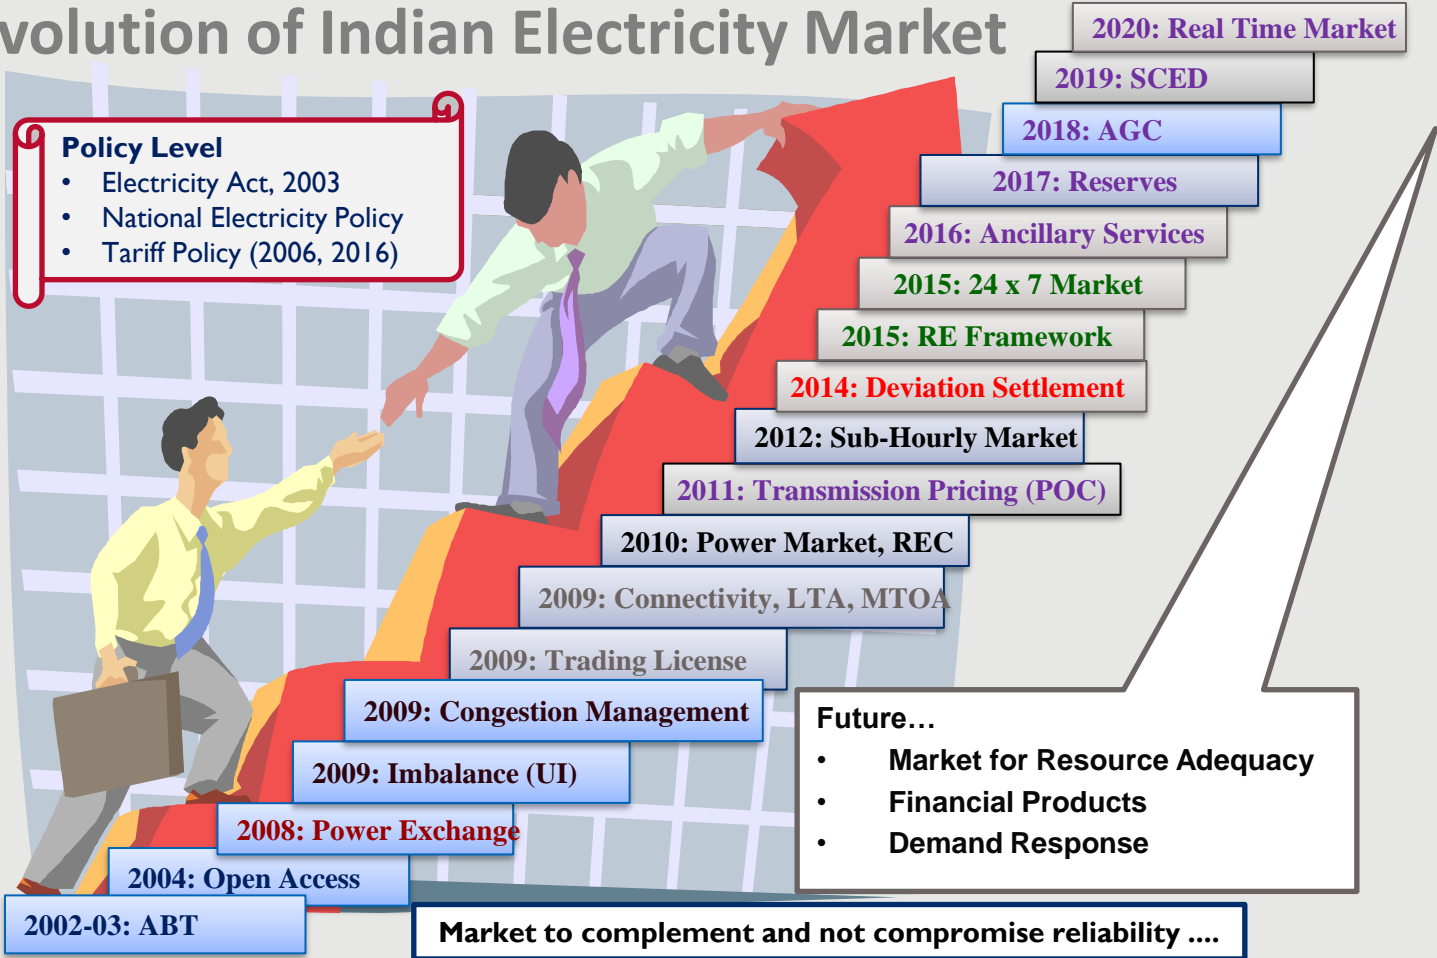 volution of Indian Electricity Market
2020: Real Time Market
2019: SCED
2018: AGC
2017: Reserves
2016: Ancillary Services
2015: 24 x 7 Market
2015: RE Framework
2014: Deviation Settlement
2012: Sub-Hourly Market
2011: Transmission Pricing (POC)
2010: Power Market, REC
2009: Connectivity, LTA, MTOA
2009: Trading License
2009: Congestion Management
2009: Imbalance (UI)
2008: Power Exchange
2004: Open Access
2002-03: ABT
Policy Level
• Electricity Act, 2003
• National Electricity Policy
• Tariff Policy (2006, 2016)
Future…
• Market for Resource Adequacy
• Financial Products
• Demand Response
Market to complement and not compromise reliability ....